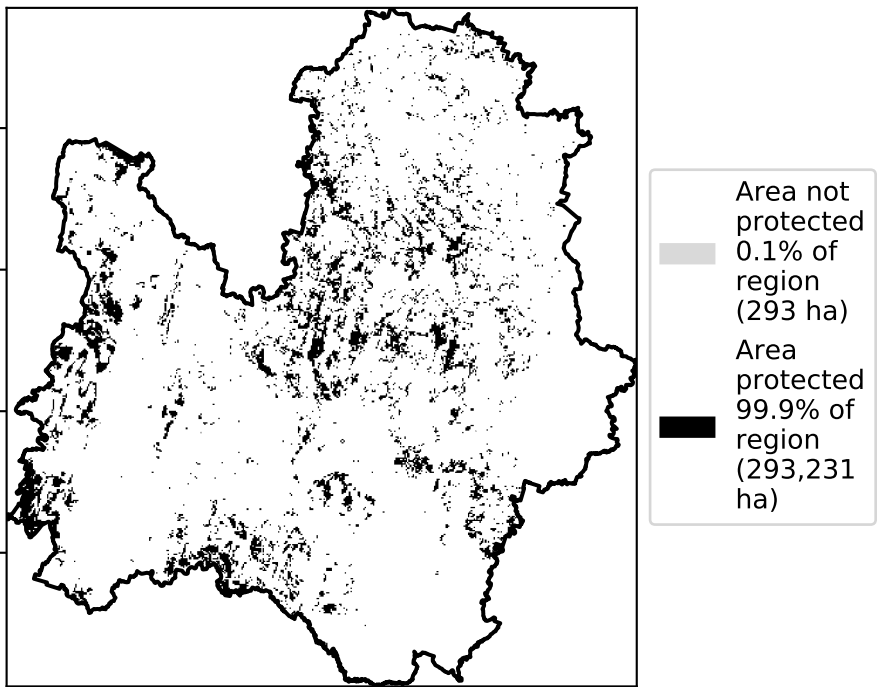 Area not
protected
0.1% of
region
(293 ha)
Area
protected
99.9% of
region
(293,231
ha)